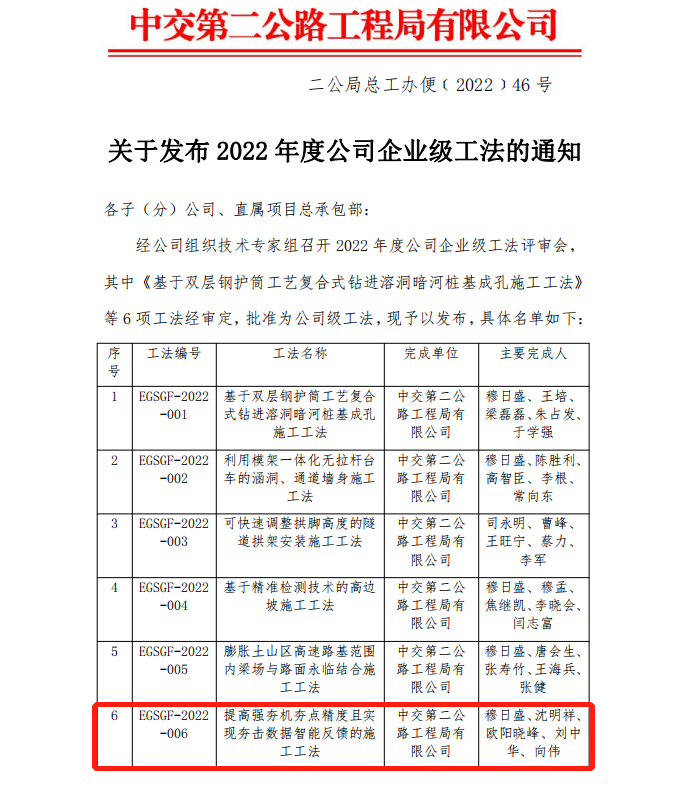 中交第二公路工程局有限公司
二公局总工办便﹝2022﹞46 号
关于发布 2022 年度公司企业级工法的通知
各子（分）公司、直属项目总承包部：
经公司组织技术专家组召开 2022 年度公司企业级工法评审会，
其中《基于双层钢护筒工艺复合式钻进溶洞暗河桩基成孔施工工法》
等 6 项工法经审定，批准为公司级工法，现予以发布，具体名单如下：
序号 工法编号 工法名称 完成单位 主要完成人
1 EGSGF-2022-001 基于双层钢护筒工艺复合式钻进溶洞暗河桩基成孔施工工法 中交第二公路工程局有限公司 穆日盛、王培、梁磊磊、朱占发、于学强
2 EGSGF-2022-002 利用模架一体化无拉杆台车的涵洞、通道墙身施工工法 中交第二公路工程局有限公司 穆日盛、陈胜利、高智臣、李根、常向东
3 EGSGF-2022-003 可快速调整拱脚高度的隧道拱架安装施工工法 中交第二公路工程局有限公司 司永明、曹峰、王旺宁、蔡力、李军
4 EGSGF-2022-004 基于精准检测技术的高边坡施工工法 中交第二公路工程局有限公司 穆日盛、穆孟、焦继凯、李晓会、闫志富
5 EGSGF-2022-005 膨胀土山区高速路基范围内梁场与路面永临结合施工工法 中交第二公路工程局有限公司 穆日盛、唐会生、张寿竹、王海兵、张健
6 EGSGF-2022-006 提高强夯机夯点精度且实现夯击数据智能反馈的施工工法 中交第二公路工程局有限公司 穆日盛、沈明祥、欧阳晓峰、刘中华、向伟